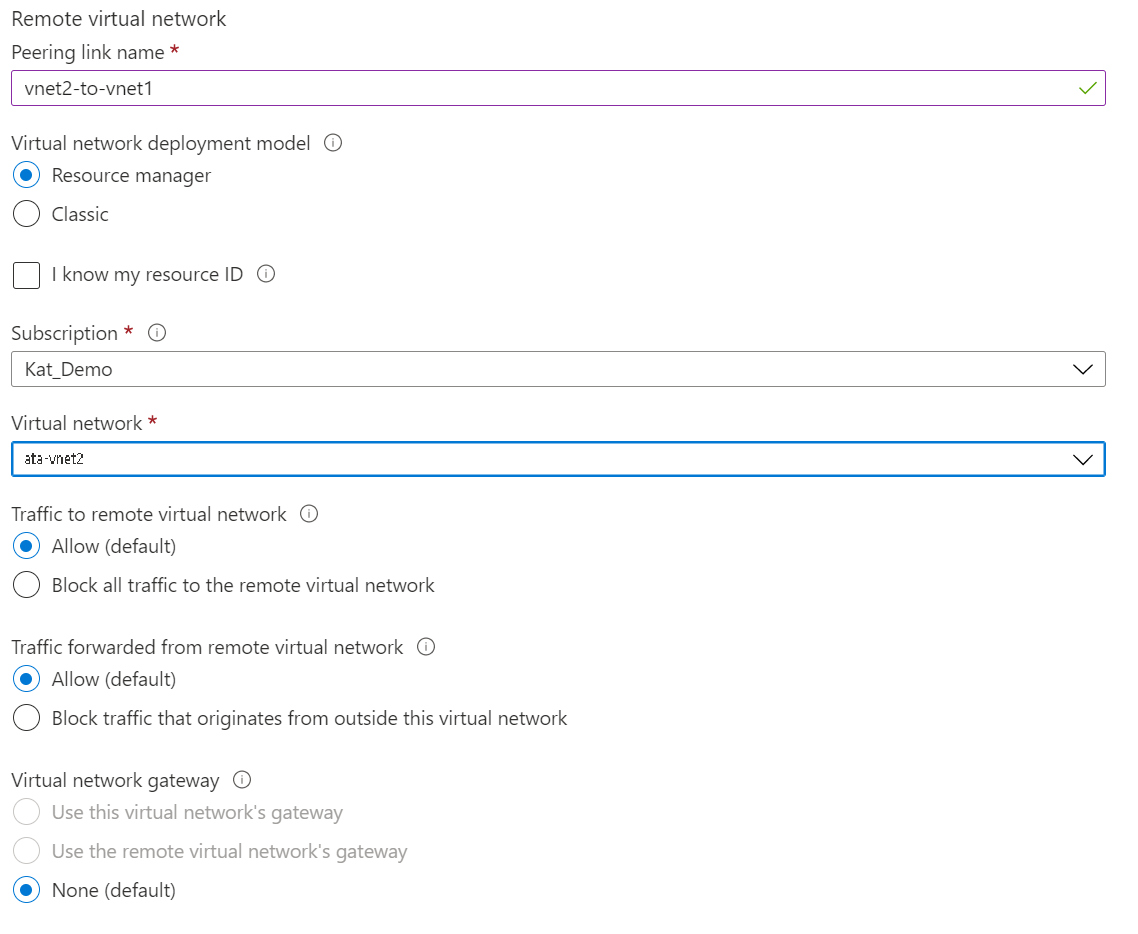 Remote virtual network
Peering link name *
vnet2-to-vnet1
Virtual network deployment model
Resource manager
Classic
I know my resource ID
Subscription *
Kat_Demo
Virtual network *
ata-vnet2
Traffic to remote virtual network
Allow (default)
Block all traffic to the remote virtual network
Traffic forwarded from remote virtual network
Allow (default)
Block traffic that originates from outside this virtual network
Virtual network gateway
Use this virtual network's gateway
Use the remote virtual network's gateway
None (default)